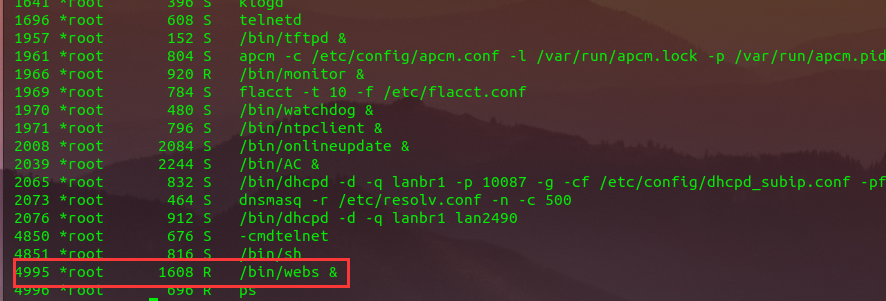 1641 *root 396 S klogd
1696 *root 608 S telnetd
1957 *root 152 S /bin/tftpd &
1961 *root 804 S apcm -c /etc/config/apcm.conf -l /var/run/apcm.lock -p /var/run/apcm.pid
1966 *root 920 R /bin/monitor &
1969 *root 784 S flacct -t 10 -f /etc/flacct.conf
1970 *root 480 S /bin/watchdog &
1971 *root 796 S /bin/ntpclient &
2008 *root 2084 S /bin/onlineupdate &
2039 *root 2244 S /bin/AC &
2065 *root 832 S /bin/dhcpd -d -q lanbr1 -p 10087 -g -cf /etc/config/dhcpd_subip.conf -pf
2073 *root 464 S dnsmasq -r /etc/resolv.conf -n -c 500
2076 *root 912 S /bin/dhcpd -d -q lanbr1 lan2490
4850 *root 676 S -cmdtelnet
4851 *root 816 S /bin/sh
4995 *root 1608 R /bin/webs &
4996 *root 696 R ps